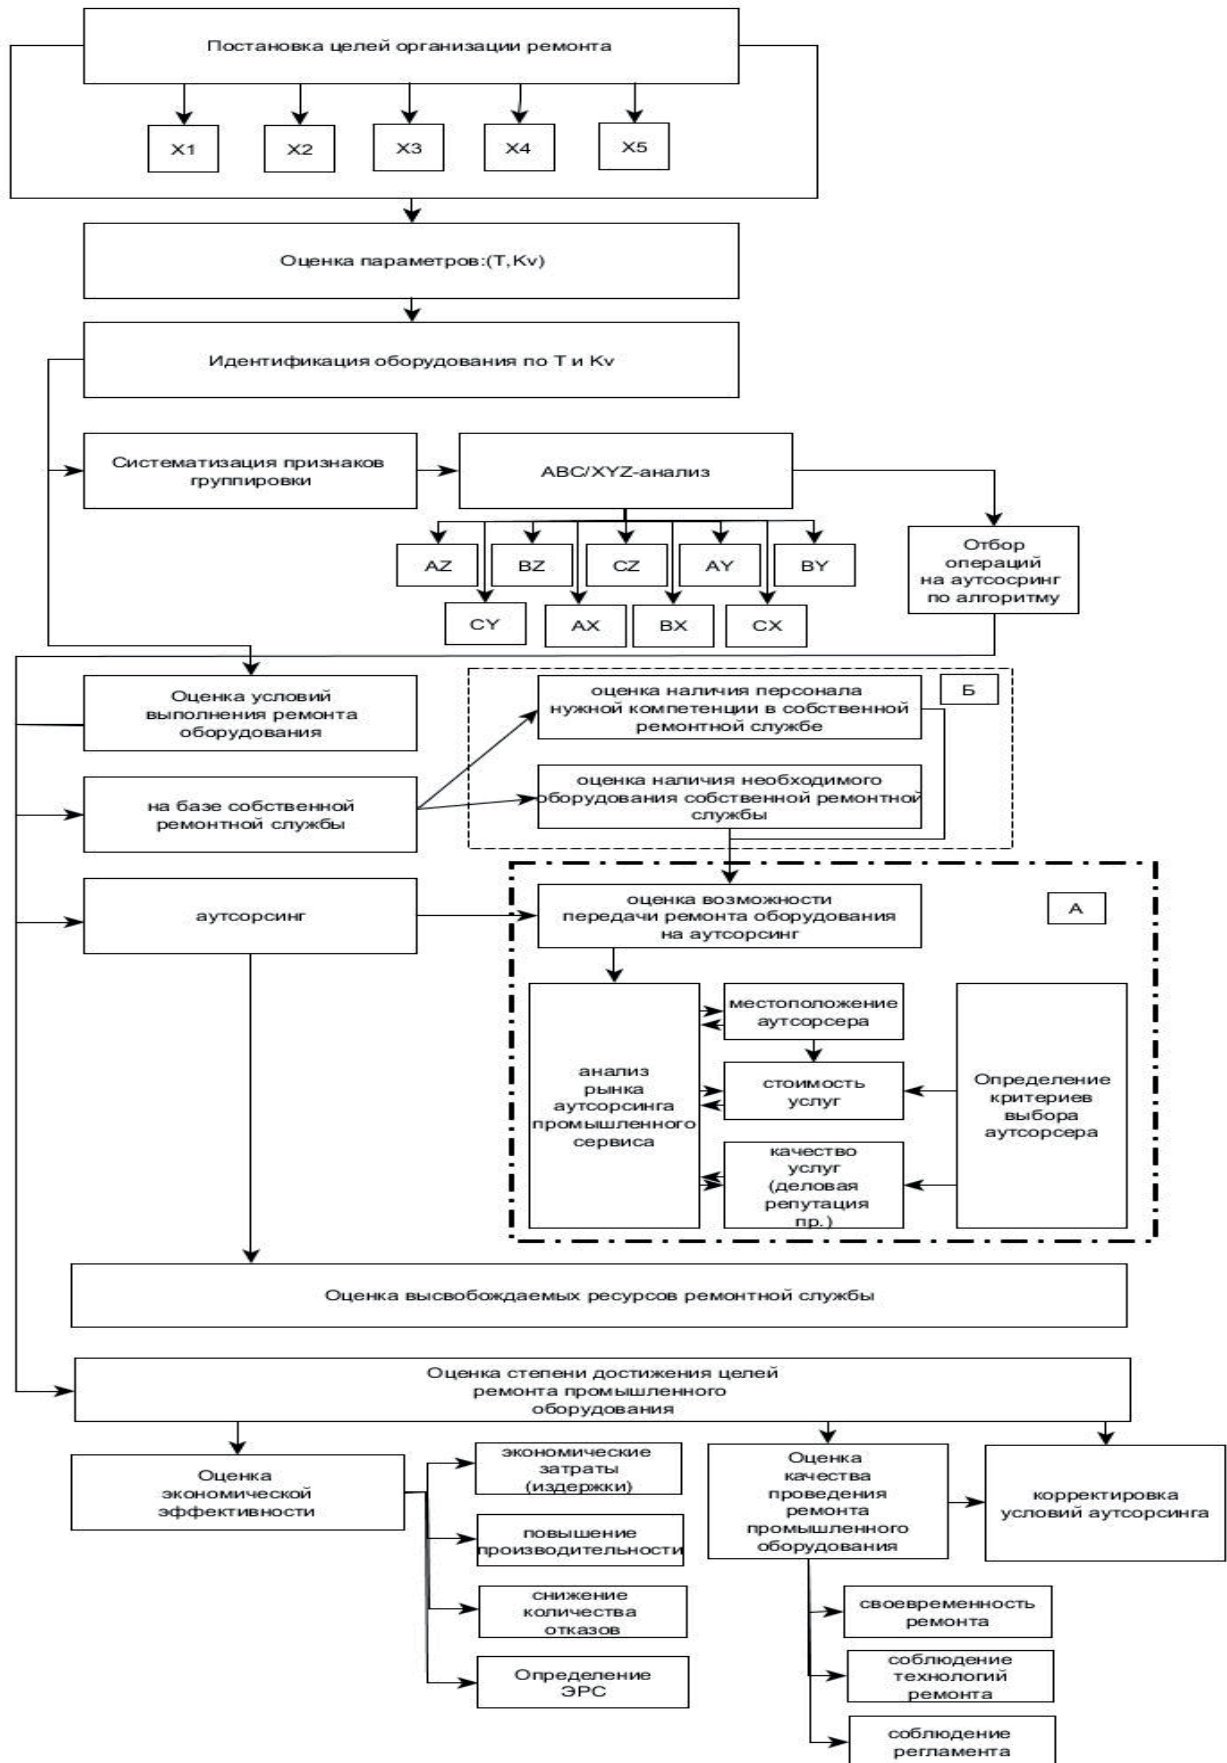 Постановка целей организации ремонта
X1
X2
X3
X4
X5
Оценка параметров:(T,Kv)
Идентификация оборудования по T и Kv
Систематизация признаков
группировки
ABC/XYZ-анализ
AZ
BZ
CZ
AY
BY
CY
AX
BX
CX
Отбор
операций
на аутсосринг
по алгоритму
Оценка условий
выполнения ремонта
оборудования
оценка наличия персонала
нужной компетенции в собственной
ремонтной службе
Б
на базе собственной
ремонтной службы
оценка наличия необходимого
оборудования собственной ремонтной
службы
аутсорсинг
оценка возможности
передачи ремонта оборудования
на аутсорсинг
А
анализ
рынка
аутсорсинга
промышленного
сервиса
местоположение
аутсорсера
стоимость
услуг
качество
услуг
(деловая
репутация
пр.)
Определение
критериев
выбора
аутсорсера
Оценка высвобождаемых ресурсов ремонтной службы
Оценка степени достижения целей
ремонта промышленного
оборудования
Оценка
экономической
эффективности
экономические
затраты
(издержки)
повышение
производительности
снижение
количества
отказов
Определение
ЭРС
Оценка
качества
проведения
ремонта
промышленного
оборудования
корректировка
условий аутсорсинга
своевременность
ремонта
соблюдение
технологий
ремонта
соблюдение
регламента